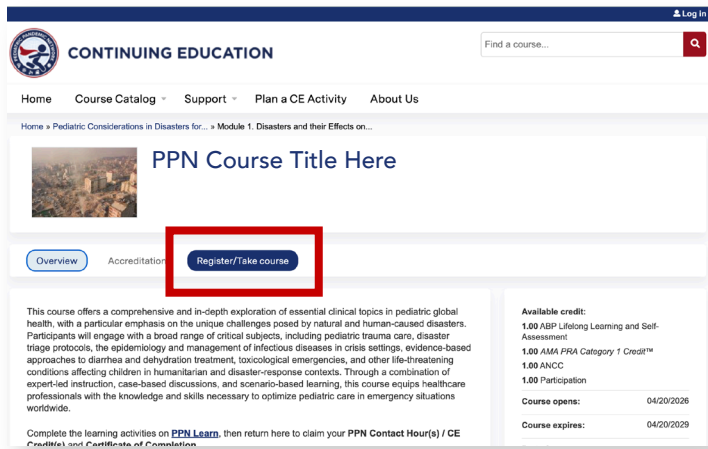 Log in
CONTINUING EDUCATION
Find a course...
Home Course Catalog Support Plan a CE Activity About Us
Home » Pediatric Considerations in Disasters for... » Module 1. Disasters and their Effects on...
PPN Course Title Here
Overview Accreditation Register/Take course
This course offers a comprehensive and in-depth exploration of essential clinical topics in pediatric global
health, with a particular emphasis on the unique challenges posed by natural and human-caused disasters.
Participants will engage with a broad range of critical subjects, including pediatric trauma care, disaster
triage protocols, the epidemiology and management of infectious diseases in crisis settings, evidence-based
approaches to diarrhea and dehydration treatment, toxicological emergencies, and other life-threatening
conditions affecting children in humanitarian and disaster-response contexts. Through a combination of
expert-led instruction, case-based discussions, and scenario-based learning, this course equips healthcare
professionals with the knowledge and skills necessary to optimize pediatric care in emergency situations
worldwide.
Complete the learning activities on PPN Learn, then return here to claim your PPN Contact Hour(s) / CE
Credit(s) and Certificate of Completion
Available credit:
1.00 ABP Lifelong Learning and Self-
Assessment
1.00 AMA PRA Category 1 Credit™
1.00 ANCC
1.00 Participation
Course opens: 04/20/2026
Course expires: 04/20/2029